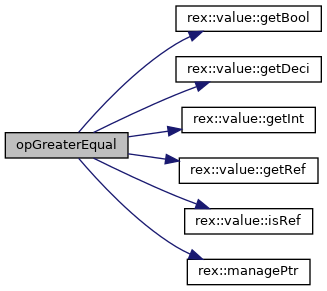 rex::value::getBool
rex::value::getDeci
rex::value::getInt
opGreaterEqual
rex::value::getRef
rex::value::isRef
rex::managePtr